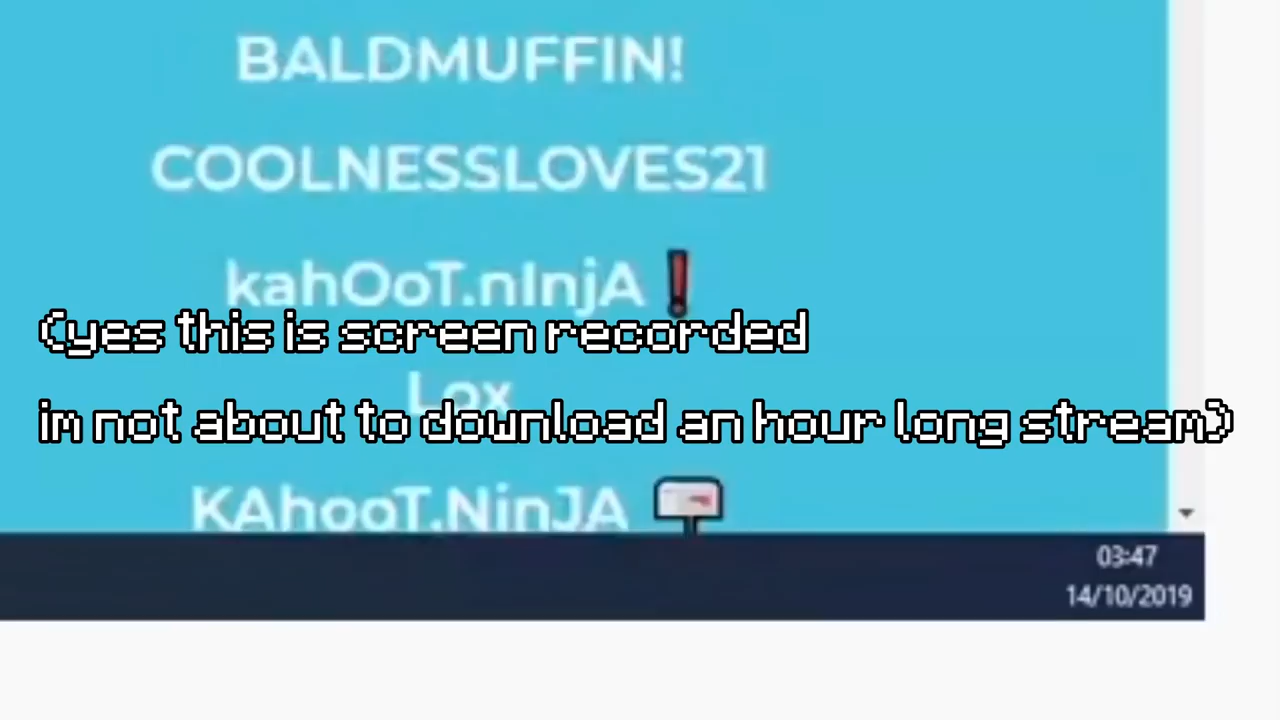 BALDMUFFIN!
COOLNESSLOVES21
kahOoT.nInjA❗
(yes this is screen recorded
Lox
im not about to download an hour long stream)
KAhooT.NinJA
03:47
14/10/2019